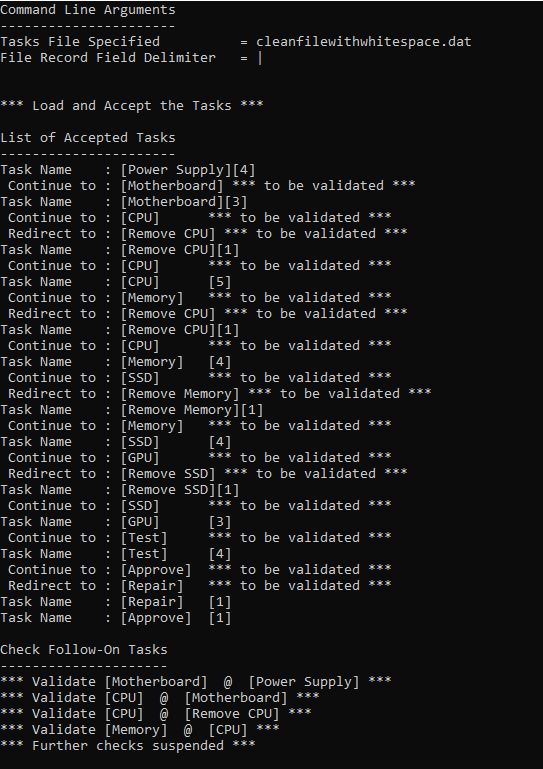 Command Line Arguments
----------------------
Tasks File Specified          = cleanfilewithwhitespace.dat
File Record Field Delimiter   = |
*** Load and Accept the Tasks ***
List of Accepted Tasks
----------------------
Task Name    : [Power Supply][4]
 Continue to : [Motherboard] *** to be validated ***
Task Name    : [Motherboard][3]
 Continue to : [CPU]      *** to be validated ***
 Redirect to : [Remove CPU] *** to be validated ***
Task Name    : [Remove CPU][1]
 Continue to : [CPU]      *** to be validated ***
Task Name    : [CPU]      [5]
 Continue to : [Memory]   *** to be validated ***
 Redirect to : [Remove CPU] *** to be validated ***
Task Name    : [Remove CPU][1]
 Continue to : [CPU]      *** to be validated ***
Task Name    : [Memory]   [4]
 Continue to : [SSD]      *** to be validated ***
 Redirect to : [Remove Memory] *** to be validated ***
Task Name    : [Remove Memory][1]
 Continue to : [Memory]   *** to be validated ***
Task Name    : [SSD]      [4]
 Continue to : [GPU]      *** to be validated ***
 Redirect to : [Remove SSD] *** to be validated ***
Task Name    : [Remove SSD][1]
 Continue to : [SSD]      *** to be validated ***
Task Name    : [GPU]      [3]
 Continue to : [Test]     *** to be validated ***
Task Name    : [Test]     [4]
 Continue to : [Approve]  *** to be validated ***
 Redirect to : [Repair]   *** to be validated ***
Task Name    : [Repair]   [1]
Task Name    : [Approve]  [1]
Check Follow-On Tasks
---------------------
*** Validate [Motherboard]  @  [Power Supply] ***
*** Validate [CPU]  @  [Motherboard] ***
*** Validate [CPU]  @  [Remove CPU] ***
*** Validate [Memory]  @  [CPU] ***
*** Further checks suspended ***